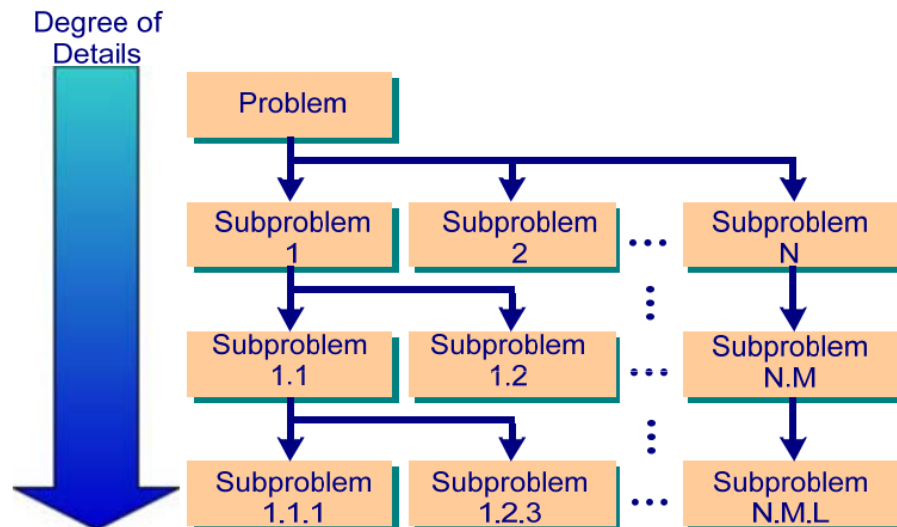 Degree of
Details
Problem
Subproblem
1
Subproblem
2
...
Subproblem
N
Subproblem
1.1
Subproblem
1.2
...
Subproblem
N.M
Subproblem
1.1.1
Subproblem
1.2.3
...
Subproblem
N.M.L